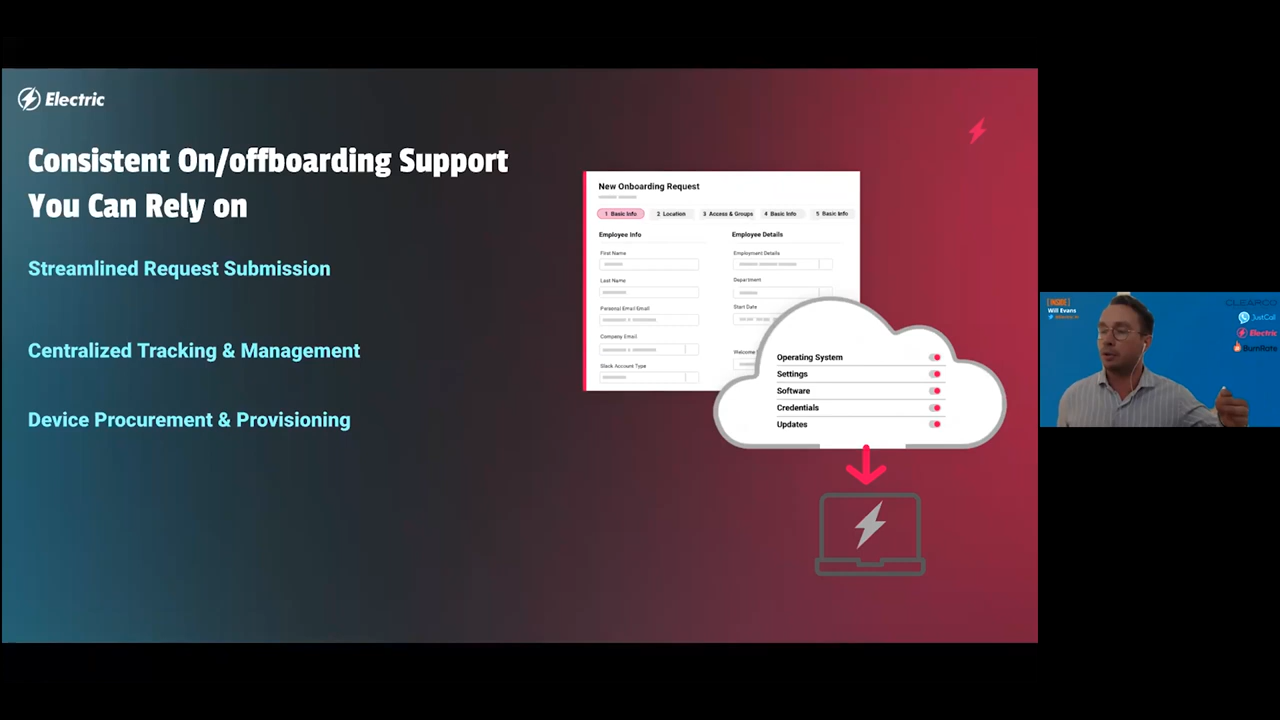 Electric
Consistent On/offboarding Support
You Can Rely on
Streamlined Request Submission
Centralized Tracking & Management
Device Procurement & Provisioning
New Onboarding Request
1 Basic Info
2 Location
3 Access & Groups
4 Basic Info
5 Basic Info
Employee Info
Employee Details
First Name
Employment Details
Last Name
Department
Personal Email Email
Start Date
Company Email
Welcome
Slack Account Type
Operating System
Settings
Software
Credentials
Updates
[INSIDE]
Will Evans
CLEARCO
JustCall
Electric
BurnRate